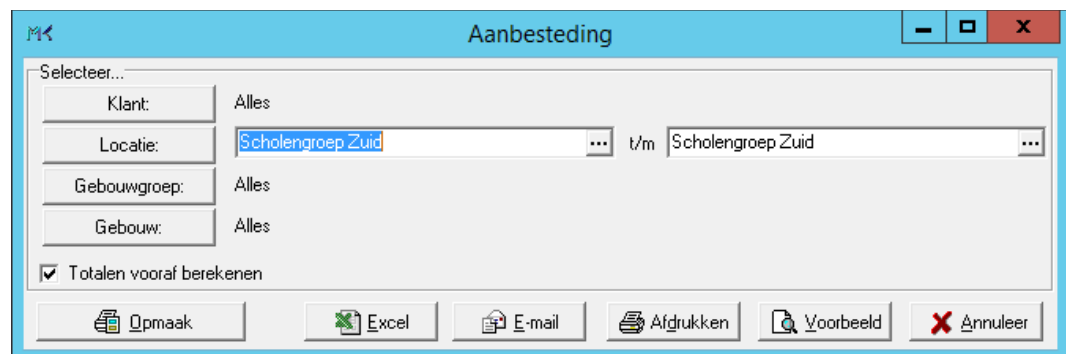 MK Aanbesteding
Selecteer...
Klant: Alles
Locatie: Scholengroep Zuid ... t/m Scholengroep Zuid ...
Gebouwgroep: Alles
Gebouw: Alles
Totalen vooraf berekenen
Opmaak Excel E-mail Afdrukken Voorbeeld Annuleer